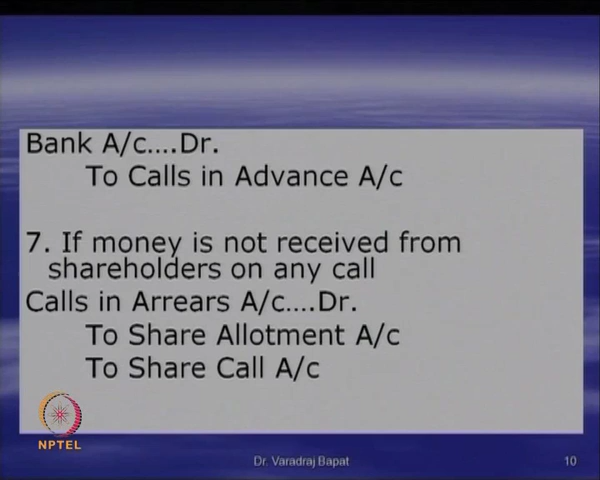 Bank A/c....Dr.
To Calls in Advance A/c
7. If money is not received from
shareholders on any call
Calls in Arrears A/c....Dr.
To Share Allotment A/c
To Share Call A/c
NPTEL
Dr. Varadraj Bapat
10